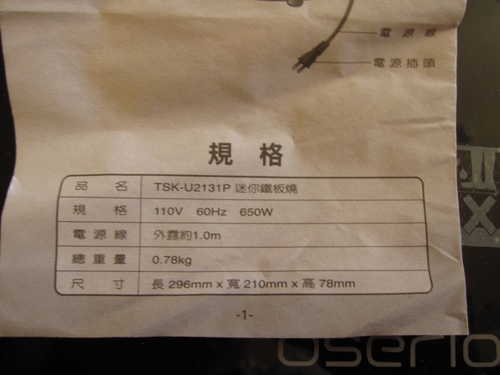 電源線
電源插頭
規格
品名 TSK-U2131P 迷你鐵板燒
規格 110V 60Hz 650W
電源線 外露約1.0m
總重量 0.78kg
尺寸 長 296mm x 寬 210mm x 高 78mm
-1-